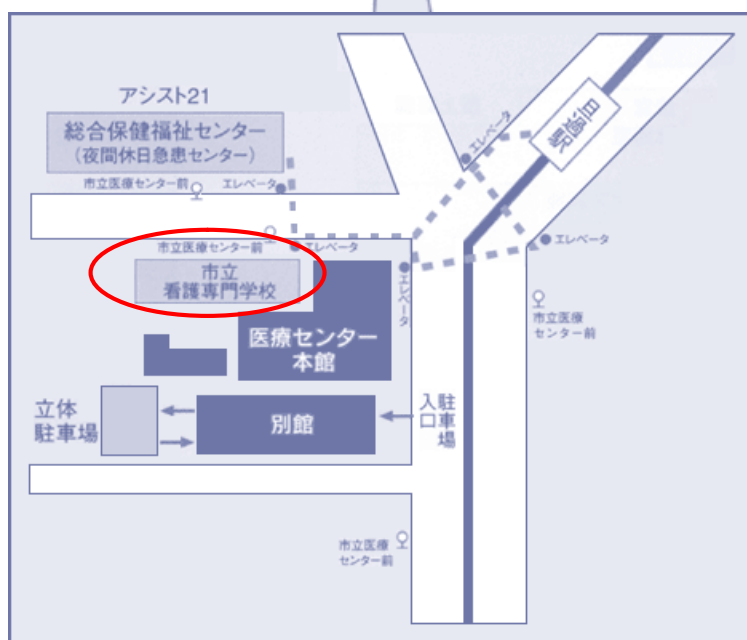 アシスト21
総合保健福祉センター
（夜間休日急患センター）
市立医療センター前
エレベータ
旦過駅
エレベータ
市立医療センター前
エレベータ
エレベータ
市立
看護専門学校
エレベータ
市立医療
センター前
医療センター
本館
立体
駐車場
別館
駐車場
入口
市立医療
センター前